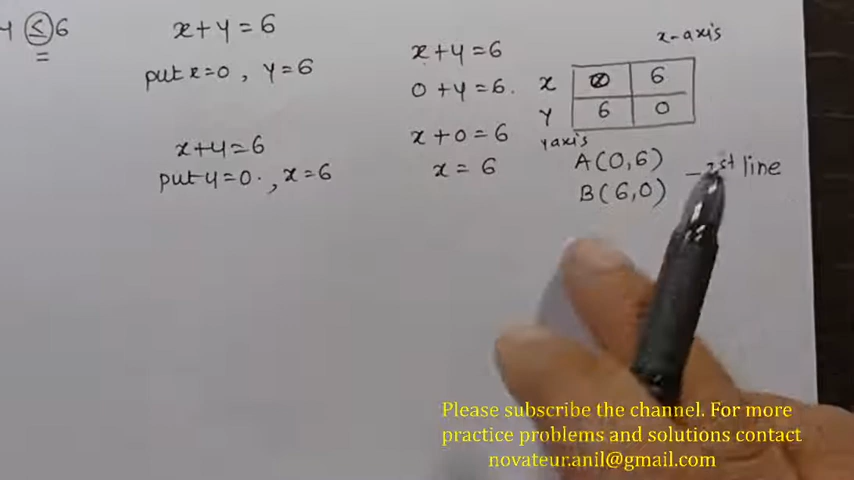 y ≤ 6
=
x+y=6
put x=0, y=6
x+y=6
put y=0., x=6
x+y=6
0+y=6.
x+0=6
x=6
x-axis
x 0 6
y 6 0
y axis
A(0,6)
B(6,0)
line
Please subscribe the channel. For more
practice problems and solutions contact
novateur.anil@gmail.com